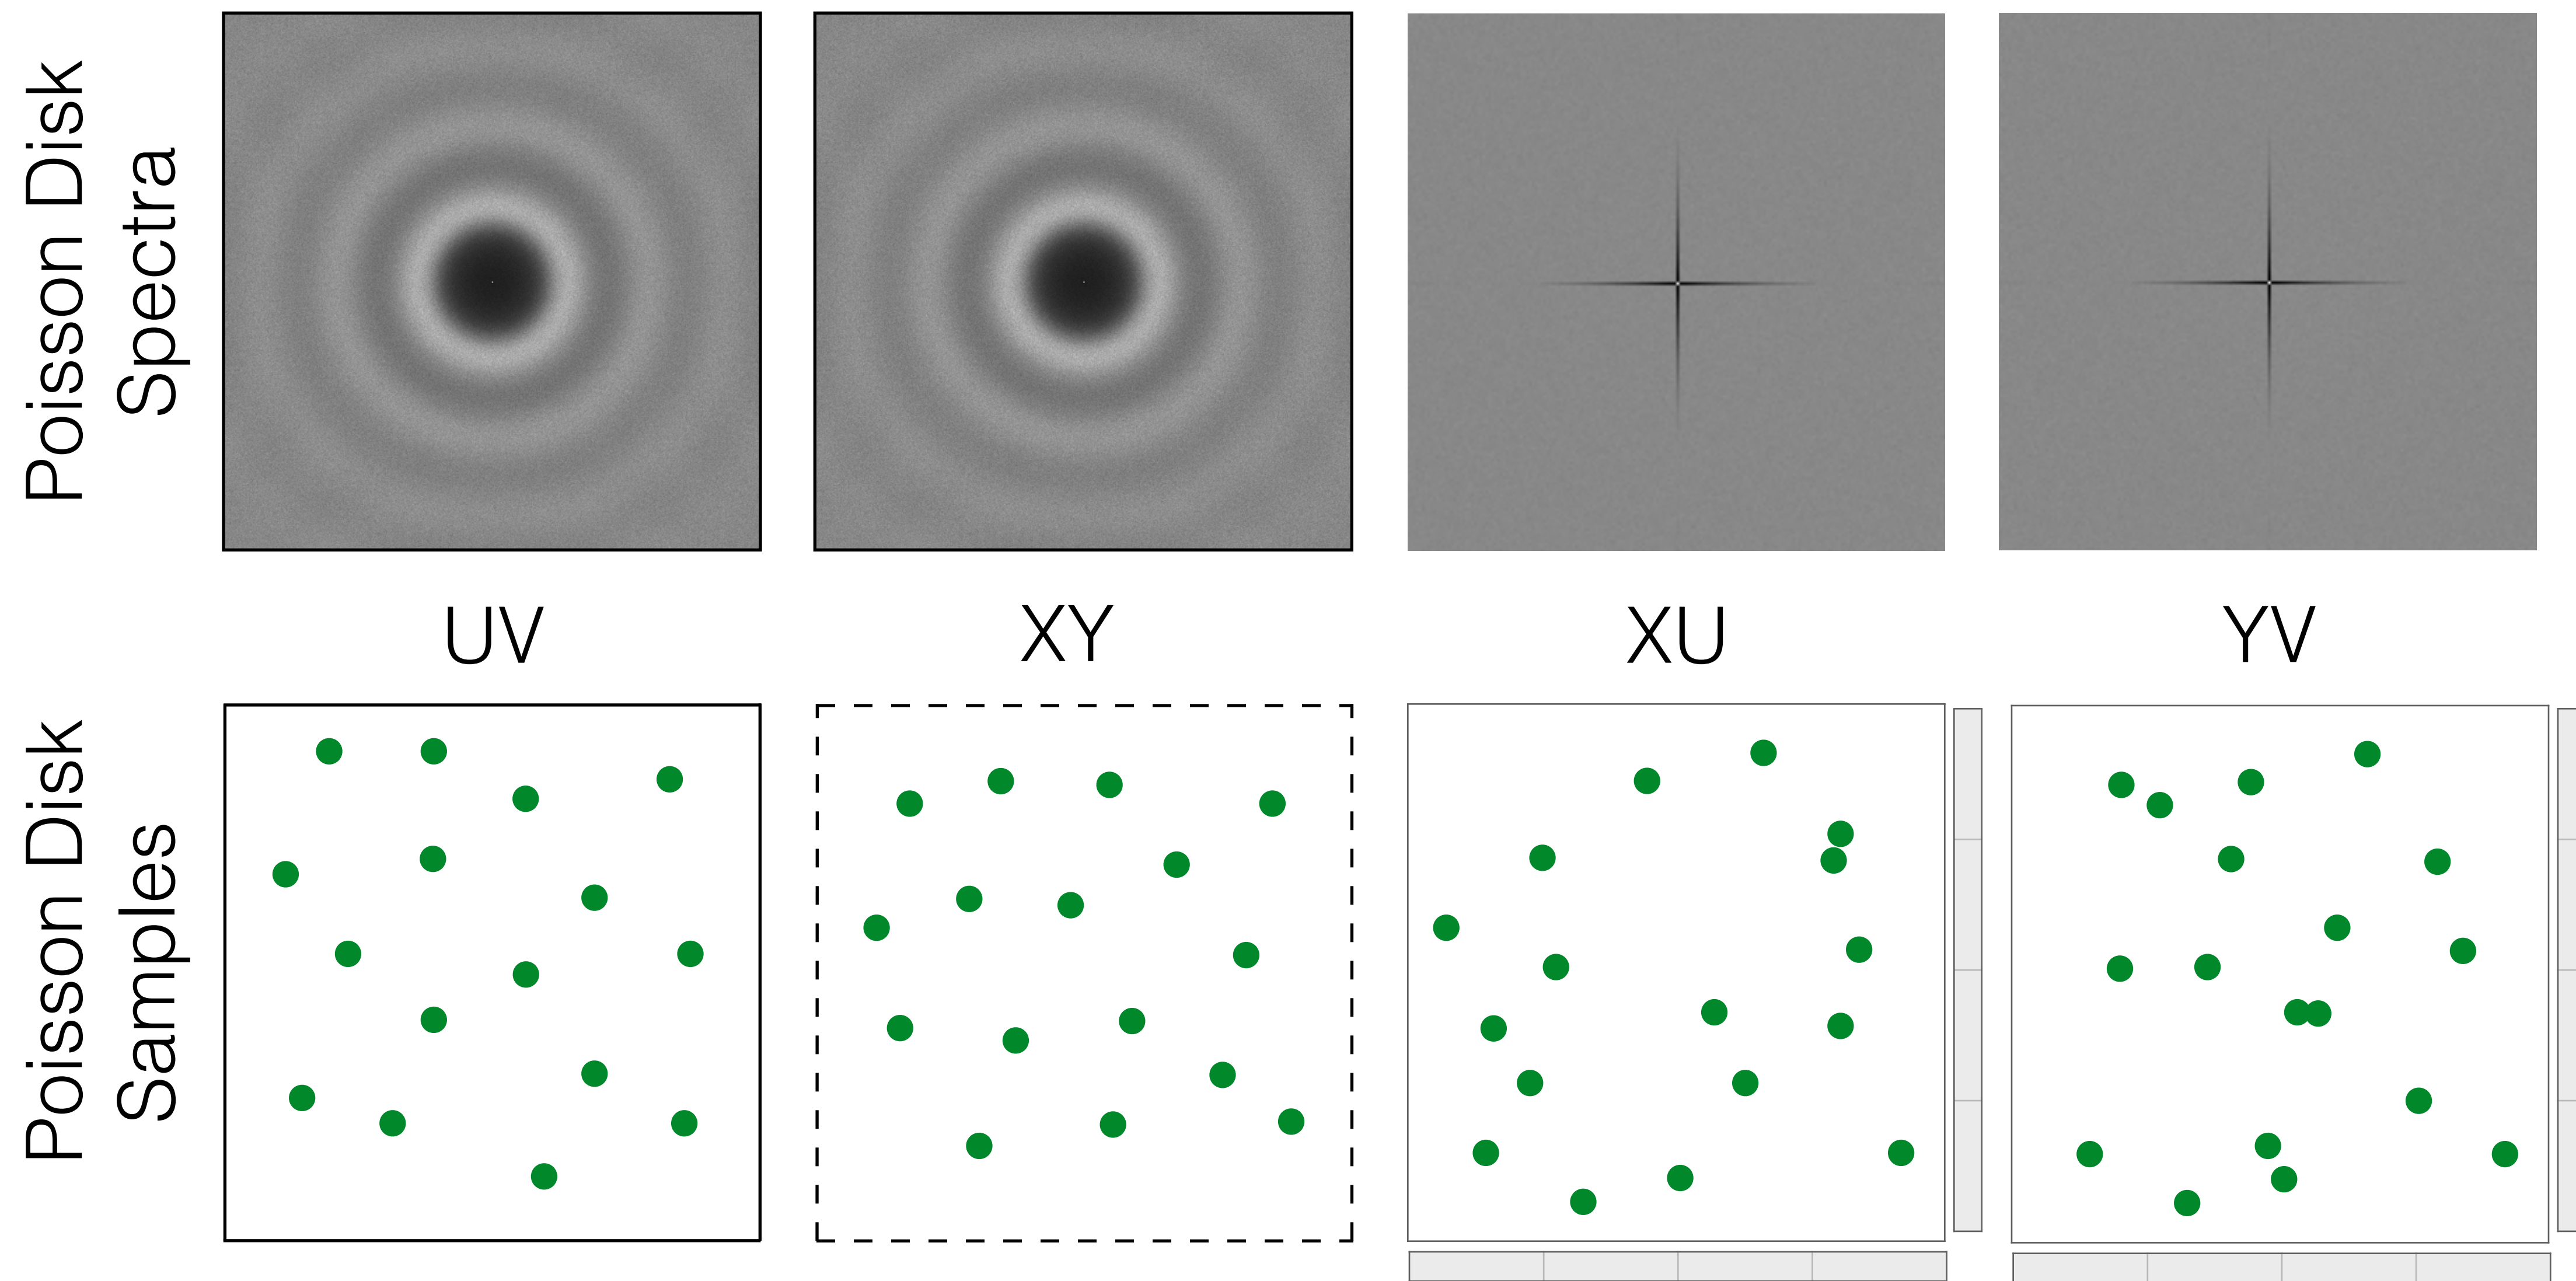 Poisson Disk
Spectra
UV
XY
XU
YV
Poisson Disk
Samples